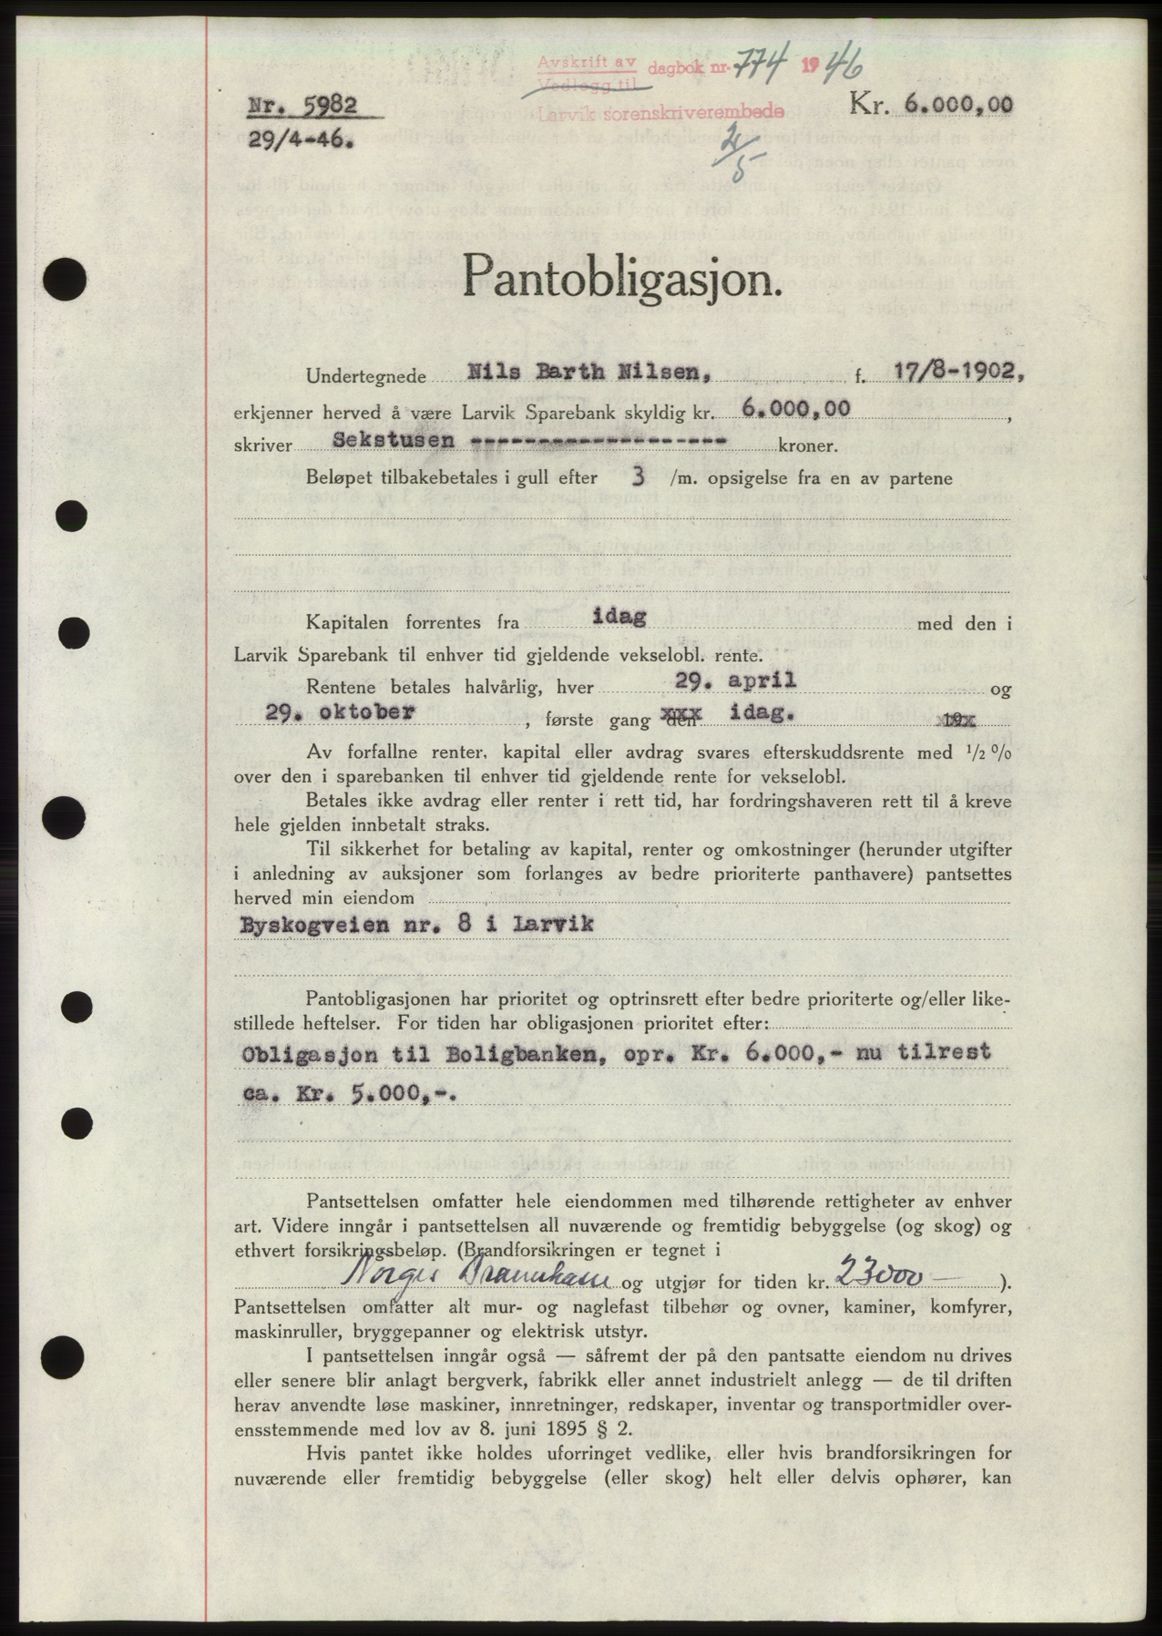 Avskrift av
Vedlegg til
dagbok nr. 774 1946
Larvik sorenskriverembede
2/5
Nr. 5982
29/4-46.
Kr. 6.000,00
Pantobligasjon.
Undertegnede Nils Barth Nilsen, f. 17/8-1902,
erkjenner herved å være Larvik Sparebank skyldig kr. 6.000,00 ,
skriver Sekstusen ------------------- kroner.
Beløpet tilbakebetales i gull efter 3 /m. opsigelse fra en av partene
Kapitalen forrentes fra idag med den i
Larvik Sparebank til enhver tid gjeldende vekselobl. rente.
Rentene betales halvårlig, hver 29. april og
29. oktober , første gang den xxx idag. 19x
Av forfallne renter, kapital eller avdrag svares efterskuddsrente med 1/2 %
over den i sparebanken til enhver tid gjeldende rente for vekselobl.
Betales ikke avdrag eller renter i rett tid, har fordringshaveren rett til å kreve
hele gjelden innbetalt straks.
Til sikkerhet for betaling av kapital, renter og omkostninger (herunder utgifter
i anledning av auksjoner som forlanges av bedre prioriterte panthavere) pantsettes
herved min eiendom
Byskogveien nr. 8 i Larvik
Pantobligasjonen har prioritet og optrinsrett efter bedre prioriterte og/eller like-
stillede heftelser. For tiden har obligasjonen prioritet efter:
Obligasjon til Boligbanken, opr. Kr. 6.000,- nu tilrest
ca. Kr. 5.000,-.
Pantsettelsen omfatter hele eiendommen med tilhørende rettigheter av enhver
art. Videre inngår i pantsettelsen all nuværende og fremtidig bebyggelse (og skog) og
ethvert forsikringsbeløp. (Brandforsikringen er tegnet i
Norges Brannkasse og utgjør for tiden kr. 23000 — ).
Pantsettelsen omfatter alt mur- og naglefast tilbehør og ovner, kaminer, komfyrer,
maskinruller, bryggepanner og elektrisk utstyr.
I pantsettelsen inngår også — såfremt der på den pantsatte eiendom nu drives
eller senere blir anlagt bergverk, fabrikk eller annet industrielt anlegg — de til driften
herav anvendte løse maskiner, innretninger, redskaper, inventar og transportmidler over-
ensstemmende med lov av 8. juni 1895 § 2.
Hvis pantet ikke holdes uforringet vedlike, eller hvis brandforsikringen for
nuværende eller fremtidig bebyggelse (eller skog) helt eller delvis ophører, kan